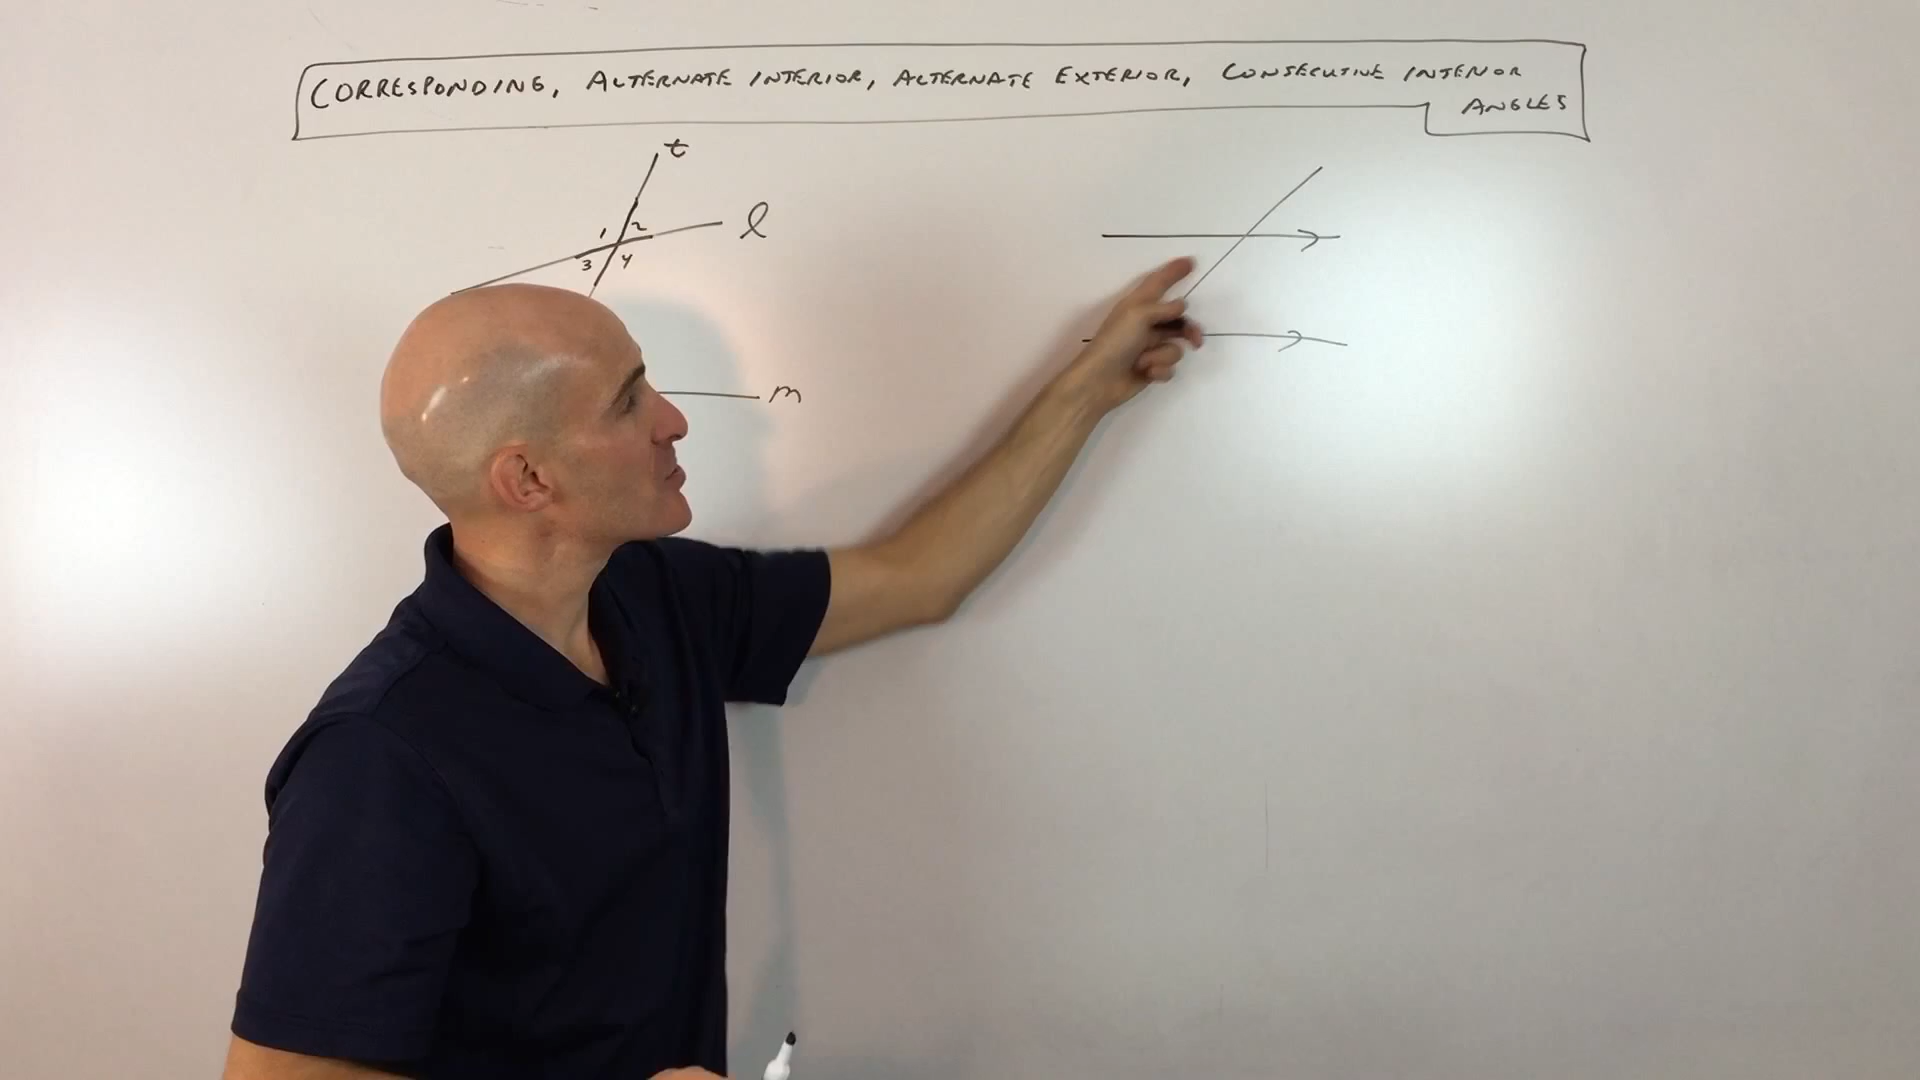 CORRESPONDING, ALTERNATE INTERIOR, ALTERNATE EXTERIOR, CONSECUTIVE INTERIOR
ANGLES
t
l
1 2
3 4
m